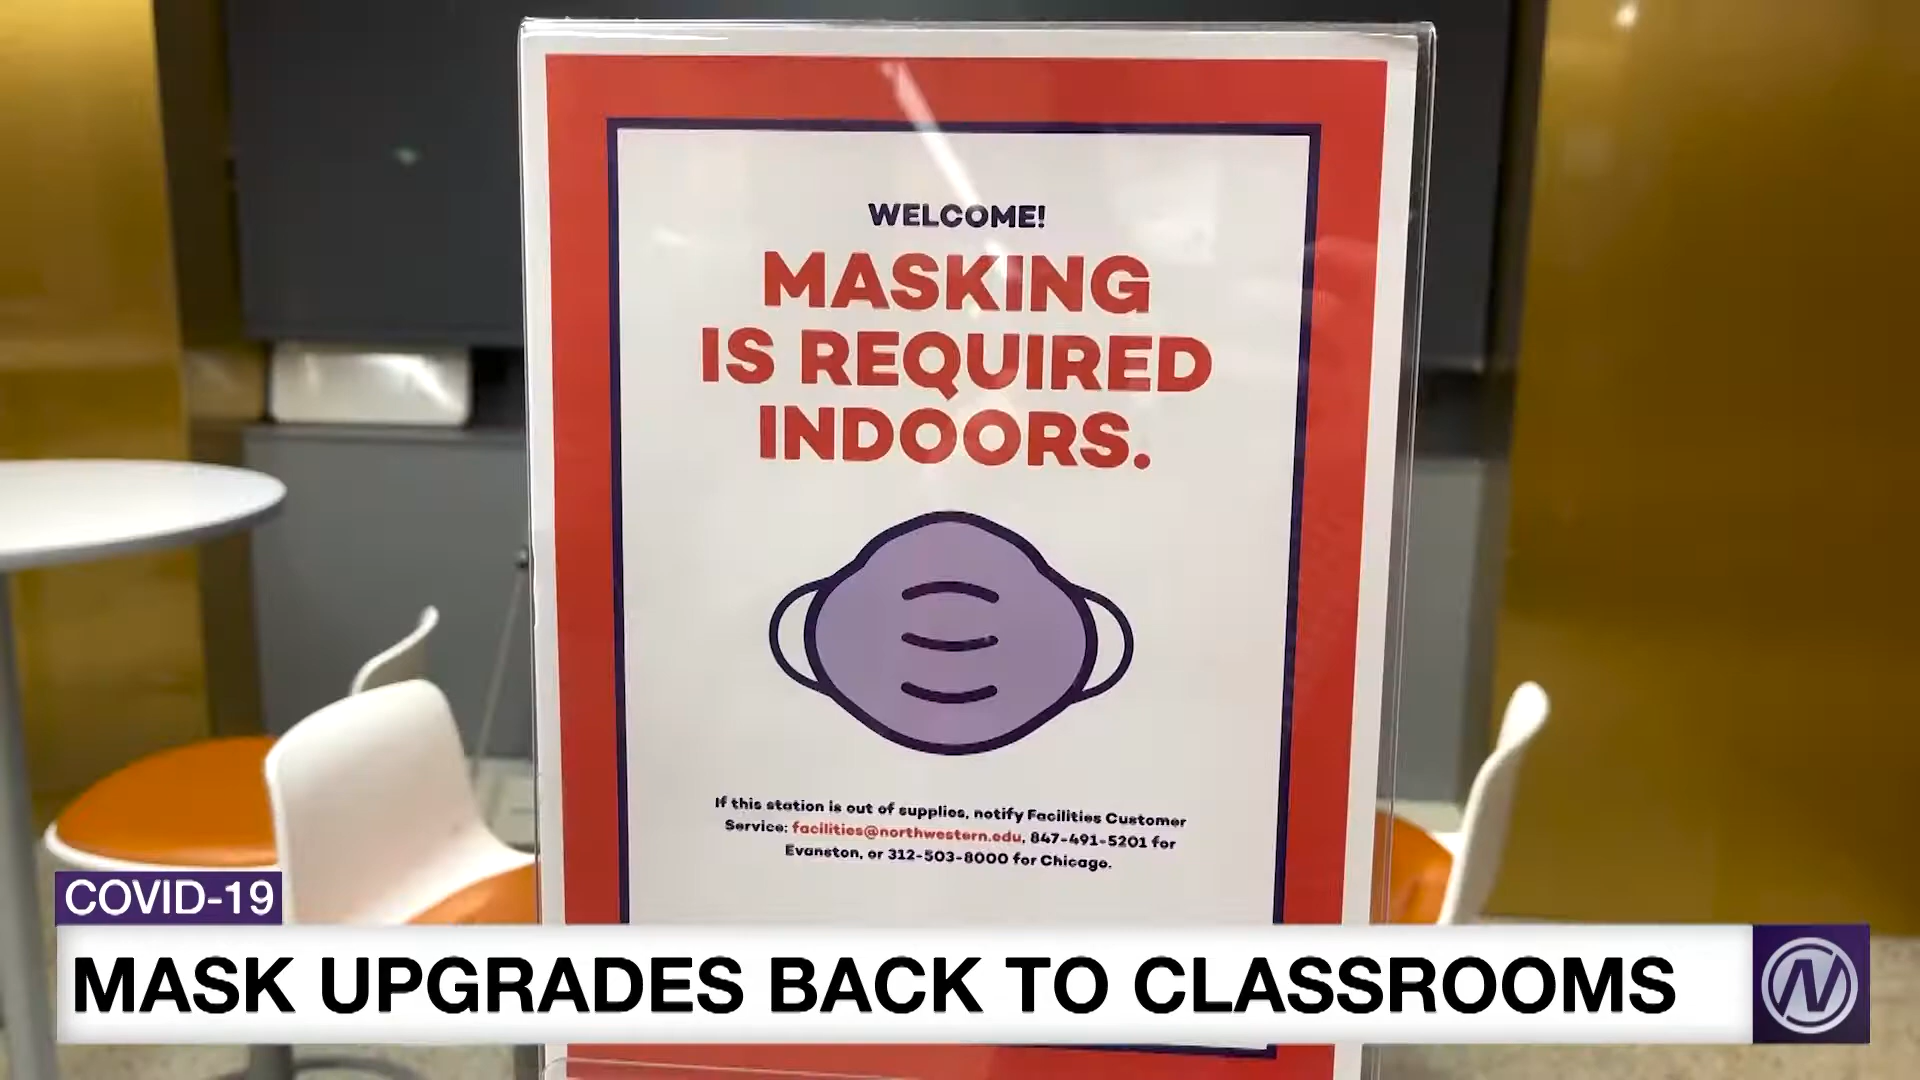 WELCOME!
MASKING
IS REQUIRED
INDOORS.
If this station is out of supplies, notify Facilities Customer
Service: facilities@northwestern.edu, 847-491-5201 for
Evanston, or 312-503-8000 for Chicago.
COVID-19
MASK UPGRADES BACK TO CLASSROOMS
N